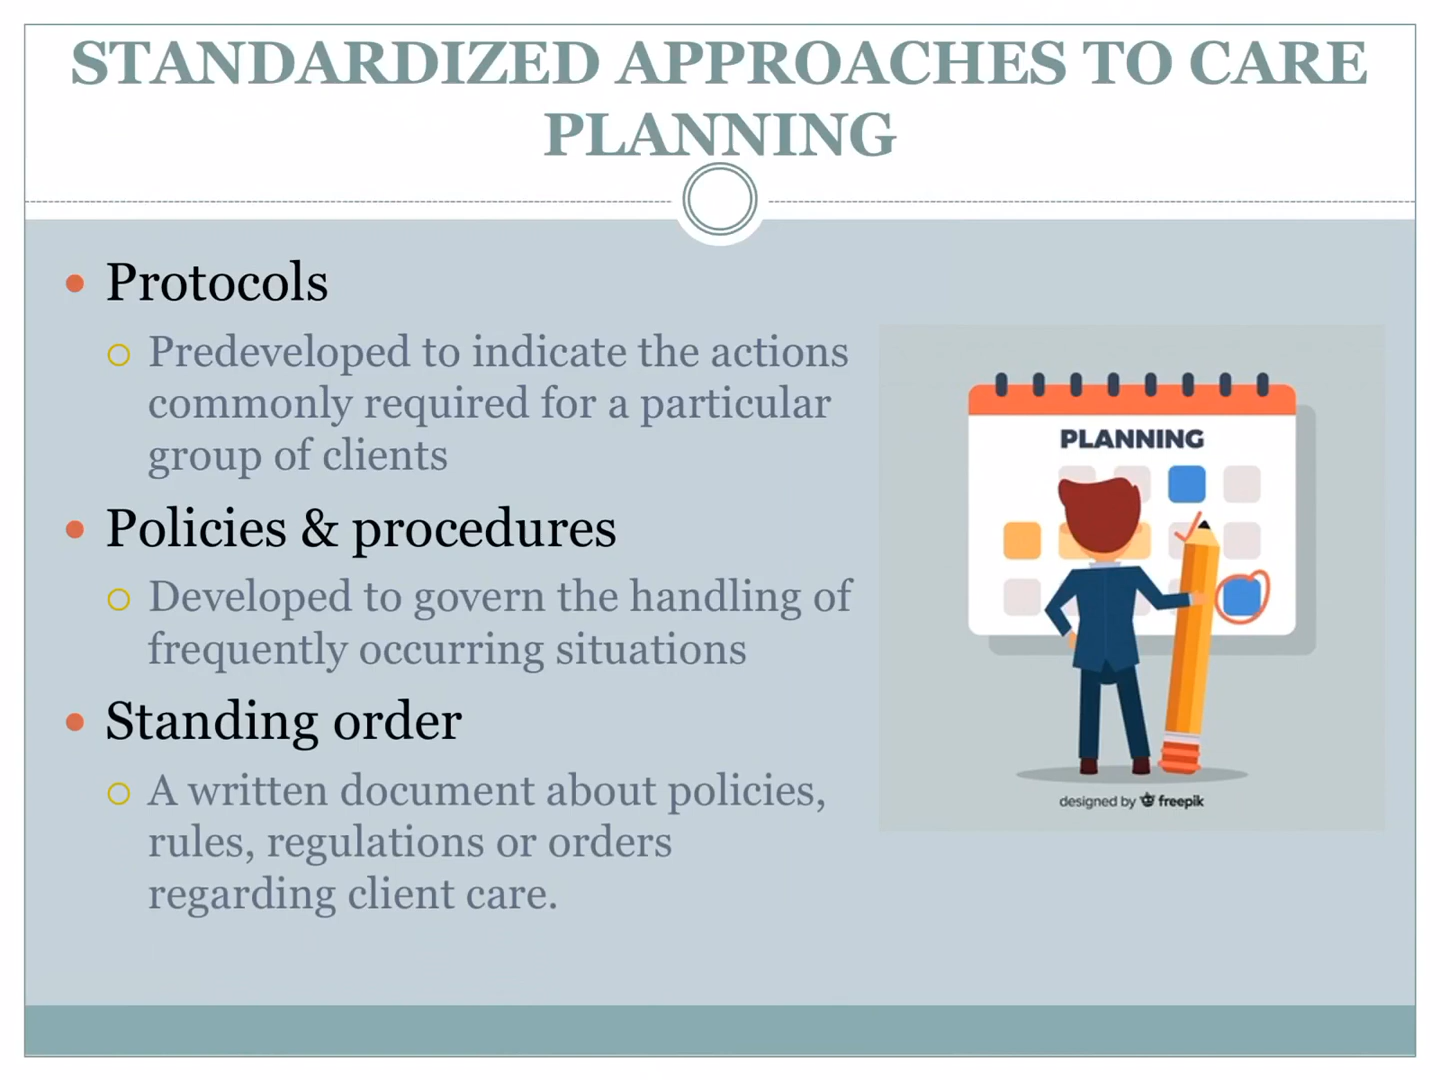 STANDARDIZED APPROACHES TO CARE
PLANNING
Protocols
Predeveloped to indicate the actions
commonly required for a particular
group of clients
Policies & procedures
Developed to govern the handling of
frequently occurring situations
Standing order
A written document about policies,
rules, regulations or orders
regarding client care.
PLANNING
designed by freepik